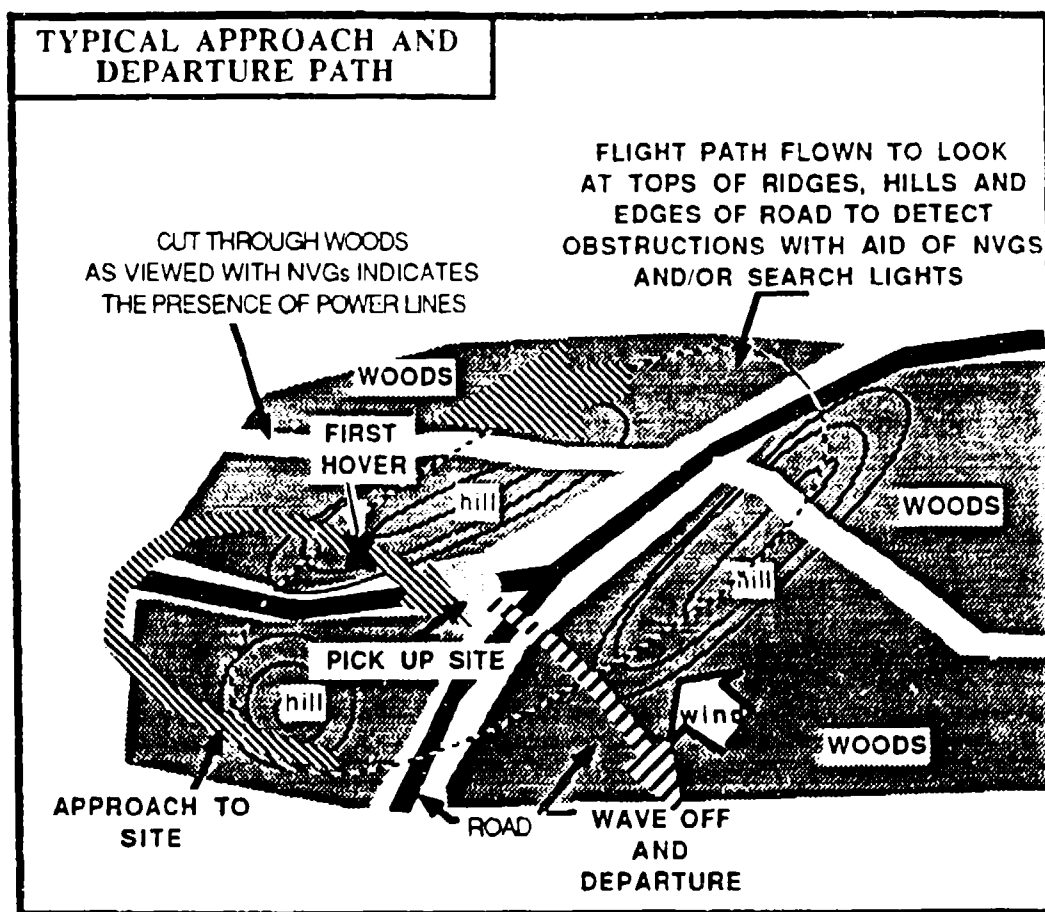 TYPICAL APPROACH AND
DEPARTURE PATH
FLIGHT PATH FLOWN TO LOOK
AT TOPS OF RIDGES, HILLS AND
EDGES OF ROAD TO DETECT
OBSTRUCTIONS WITH AID OF NVGS
AND/OR SEARCH LIGHTS
CUT THROUGH WOODS
AS VIEWED WITH NVGs INDICATES
THE PRESENCE OF POWER LINES
WOODS
FIRST
HOVER
hill
WOODS
hill
PICK UP SITE
hill
wind
WOODS
APPROACH TO
SITE
ROAD
WAVE OFF
AND
DEPARTURE